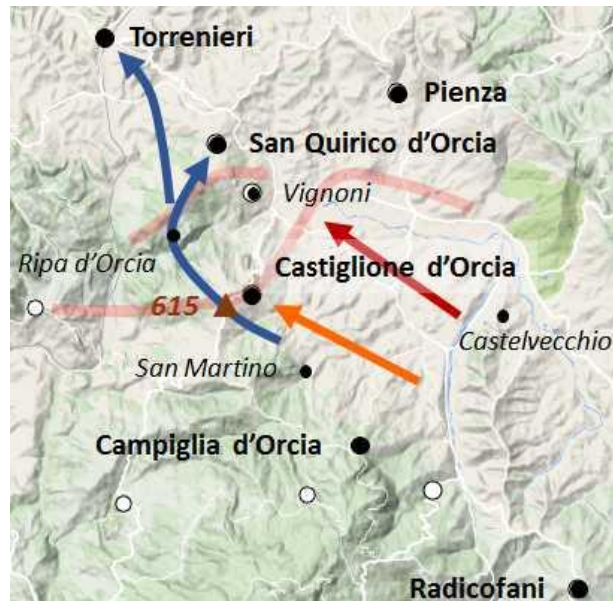 Torrenieri
Pienza
San Quirico d'Orcia
Vignoni
Ripa d'Orcia
Castiglione d'Orcia
615
Castelvecchio
San Martino
Campiglia d'Orcia
Radicofani